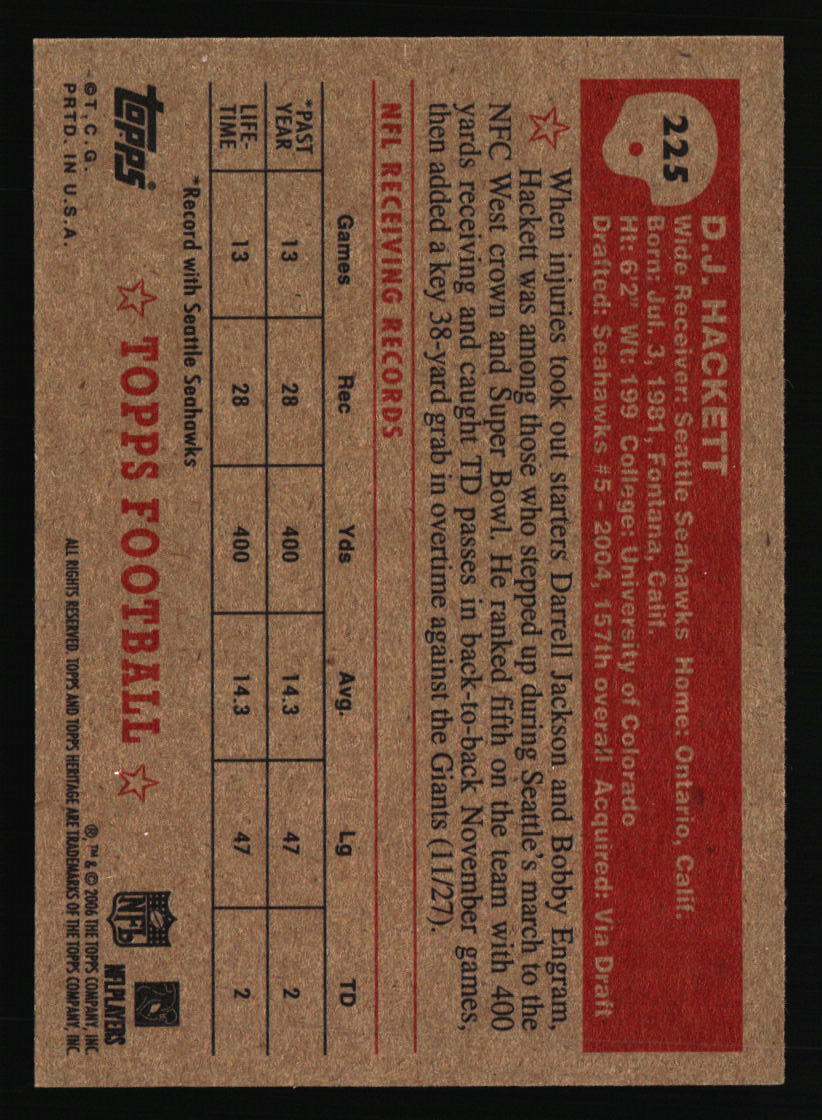 225
D.J. HACKETT
Wide Receiver: Seattle Seahawks Home: Ontario, Calif.
Born: Jul. 3, 1981, Fontana, Calif.
Ht: 6'2" Wt: 199 College: University of Colorado
Drafted: Seahawks #5 - 2004, 157th overall Acquired: Via Draft
When injuries took out starters Darrell Jackson and Bobby Engram,
Hackett was among those who stepped up during Seattle's march to the
NFC West crown and Super Bowl. He ranked fifth on the team with 400
yards receiving and caught TD passes in back-to-back November games,
then added a key 38-yard grab in overtime against the Giants (11/27).
NFL RECEIVING RECORDS
Games Rec Yds Avg. Lg TD
*PAST YEAR 13 28 400 14.3 47 2
LIFE-TIME 13 28 400 14.3 47 2
*Record with Seattle Seahawks
topps
TOPPS FOOTBALL
NFL
NFLPLAYERS
©T.C.G.
PRTD. IN U.S.A.
®, ™ & © 2006 THE TOPPS COMPANY, INC.
ALL RIGHTS RESERVED. TOPPS AND TOPPS HERITAGE ARE TRADEMARKS OF THE TOPPS COMPANY, INC.